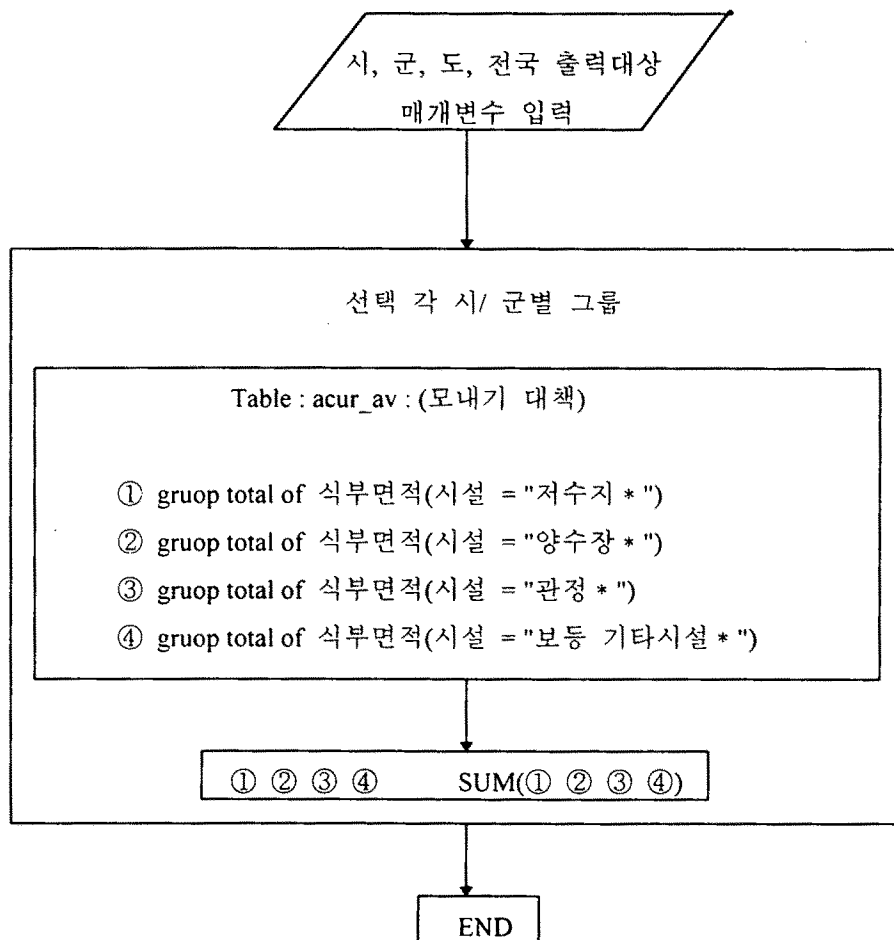 시, 군, 도, 전국 출력대상
매개변수 입력
선택 각 시/ 군별 그룹
Table : acur_av : (모내기 대책)
① gruop total of 식부면적(시설 ="저수지 * ")
② gruop total of 식부면적(시설 ="양수장 * ")
③ gruop total of 식부면적(시설 ="관정 * ")
④ gruop total of 식부면적(시설 ="보등 기타시설 * ")
① ② ③ ④ SUM(① ② ③ ④)
END